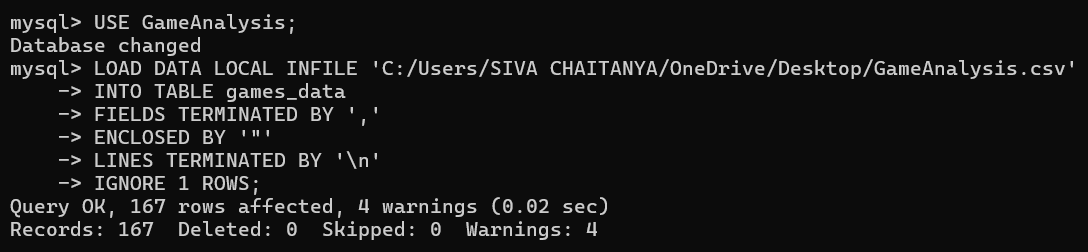 mysql> USE GameAnalysis;
Database changed
mysql> LOAD DATA LOCAL INFILE 'C:/Users/SIVA CHAITANYA/OneDrive/Desktop/GameAnalysis.csv'
    -> INTO TABLE games_data
    -> FIELDS TERMINATED BY ','
    -> ENCLOSED BY '"'
    -> LINES TERMINATED BY '\n'
    -> IGNORE 1 ROWS;
Query OK, 167 rows affected, 4 warnings (0.02 sec)
Records: 167  Deleted: 0  Skipped: 0  Warnings: 4